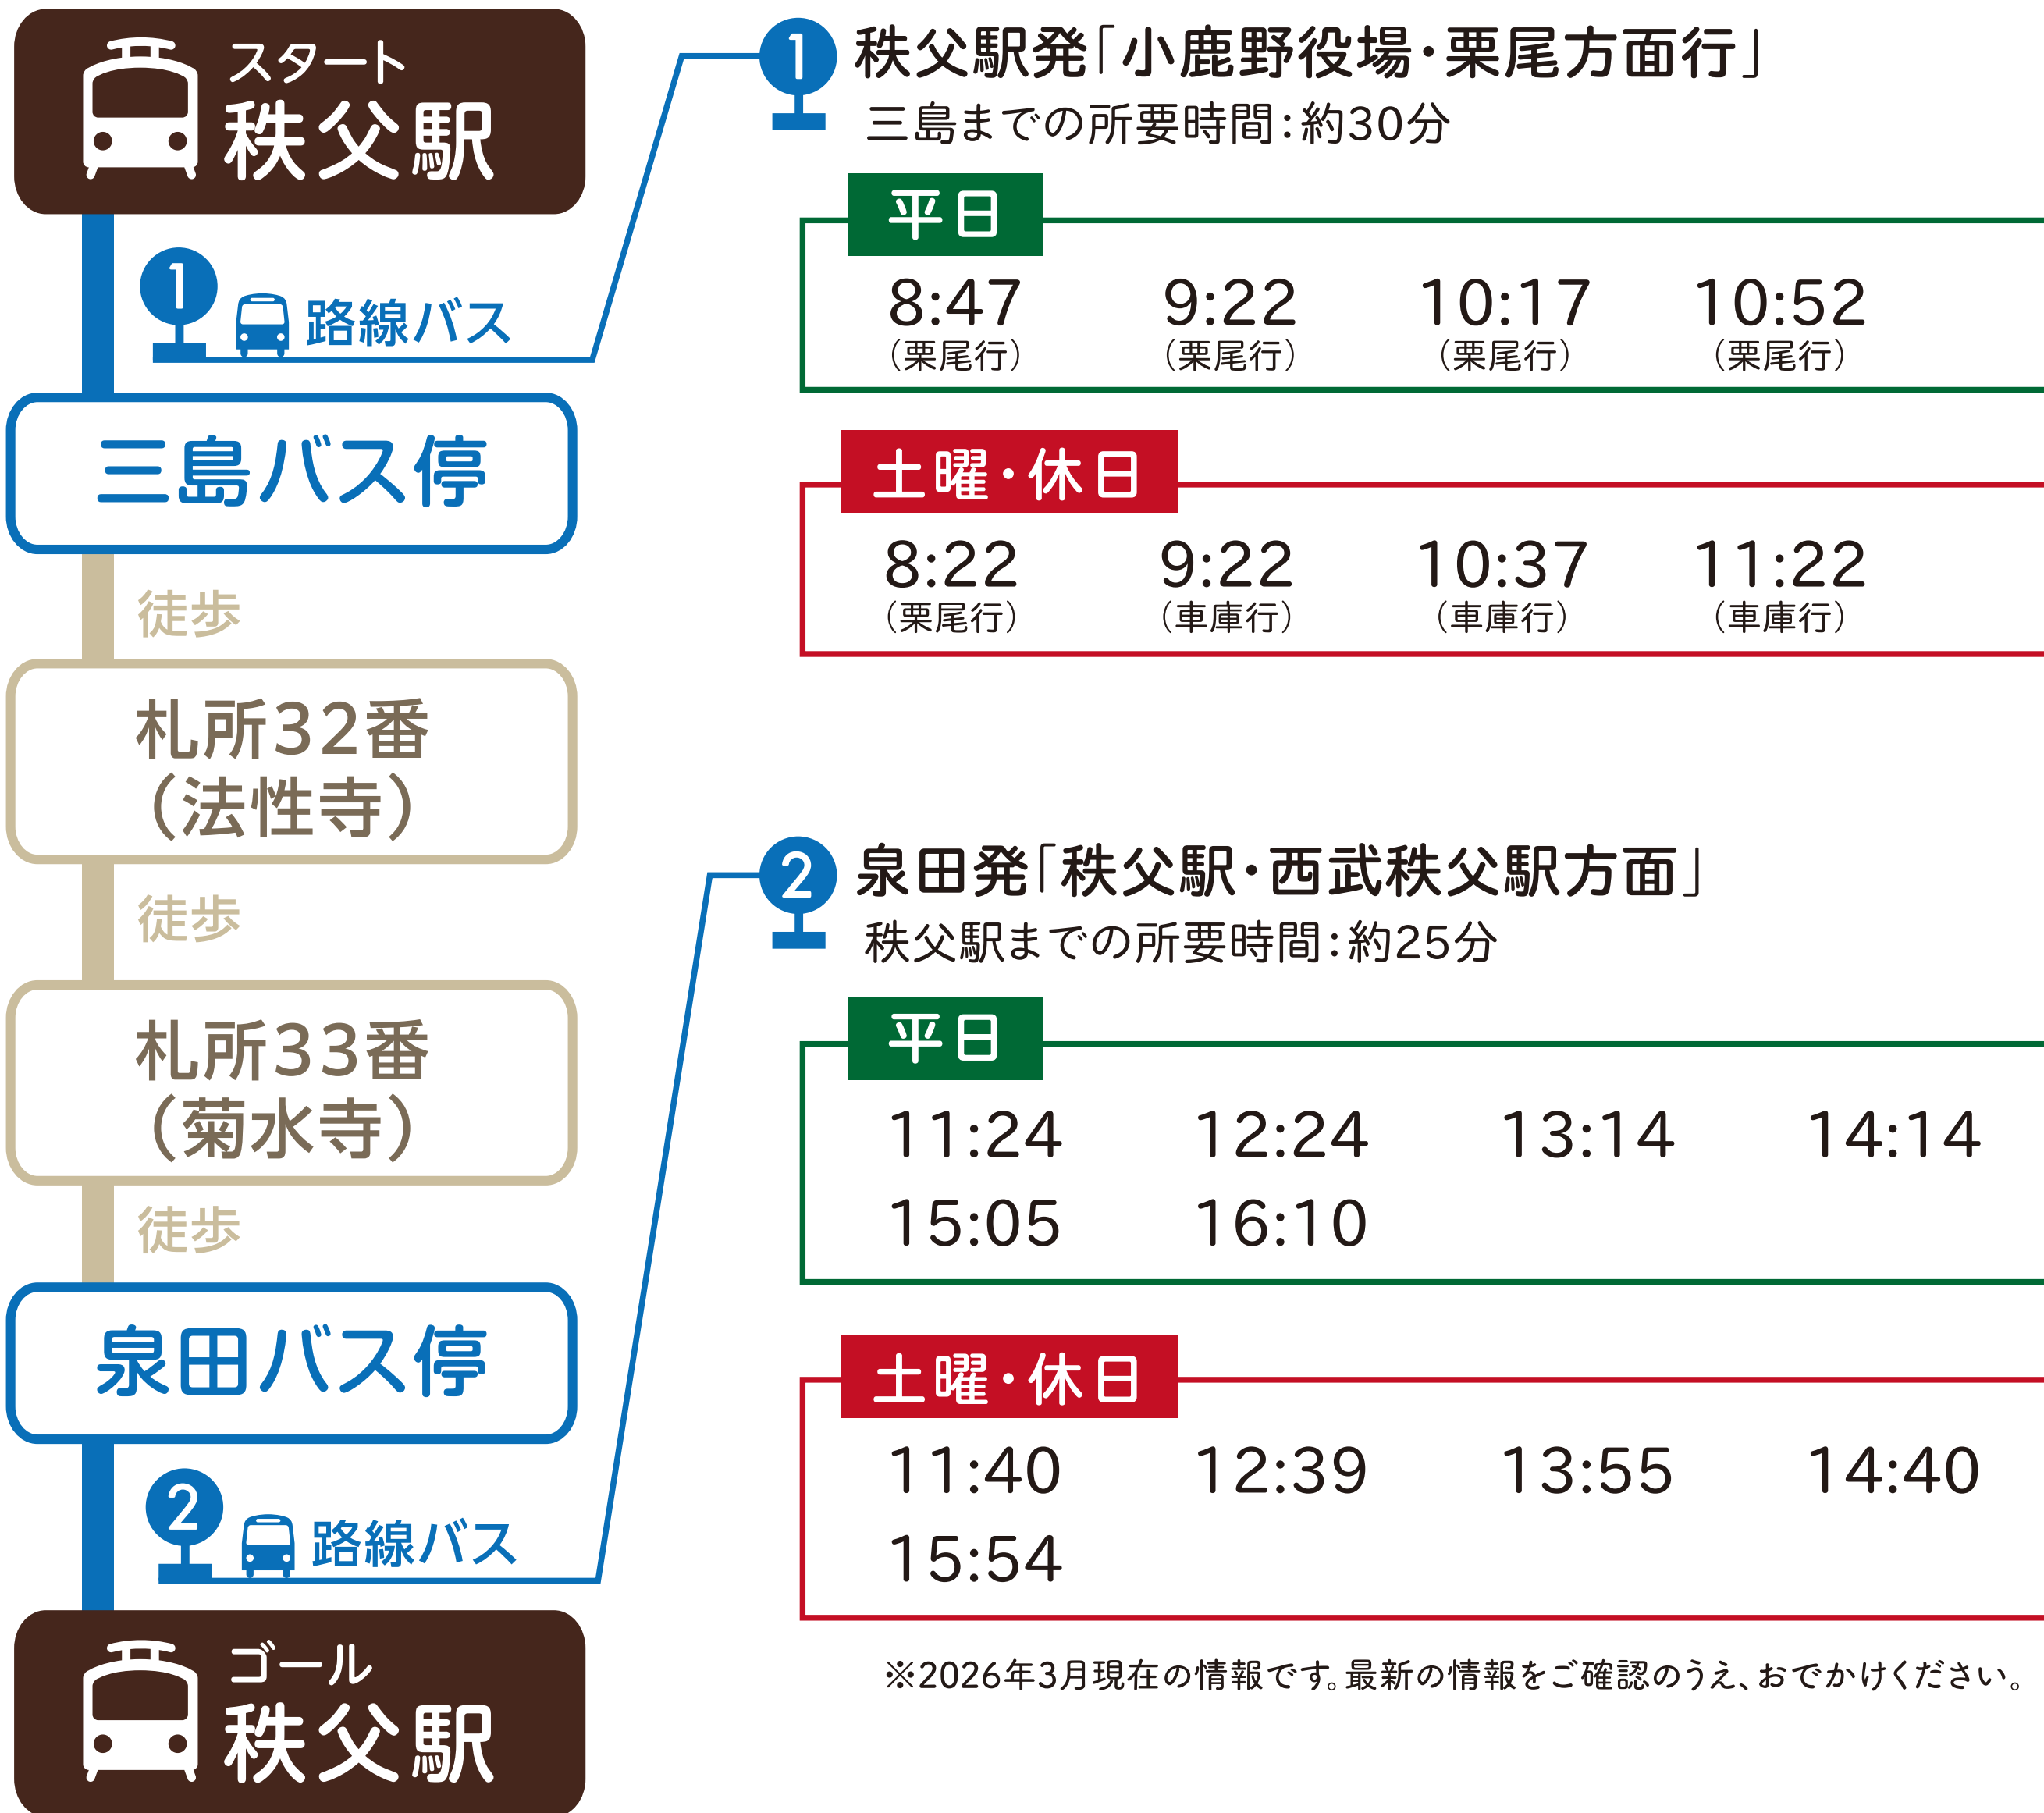 スタート
秩父駅
1
路線バス
三島バス停
徒歩
札所32番
(法性寺)
徒歩
札所33番
(菊水寺)
徒歩
泉田バス停
2
路線バス
ゴール
秩父駅
1
秩父駅「小鹿野役場・栗尾方面行」
三島までの所要時間：約30分
平日
8:47 9:22 10:17 10:52
(栗尾行) (栗尾行) (栗尾行) (栗尾行)
土曜・休日
8:22 9:22 10:37 11:22
(栗尾行) (車庫行) (車庫行) (車庫行)
2
泉田発「秩父駅・西武秩父駅方面」
秩父駅までの所要時間：約25分
平日
11:24 12:24 13:14 14:14
15:05 16:10
土曜・休日
11:40 12:39 13:55 14:40
15:54
※2026年3月現在の情報です。最新の情報をご確認のうえ、おでかけください。